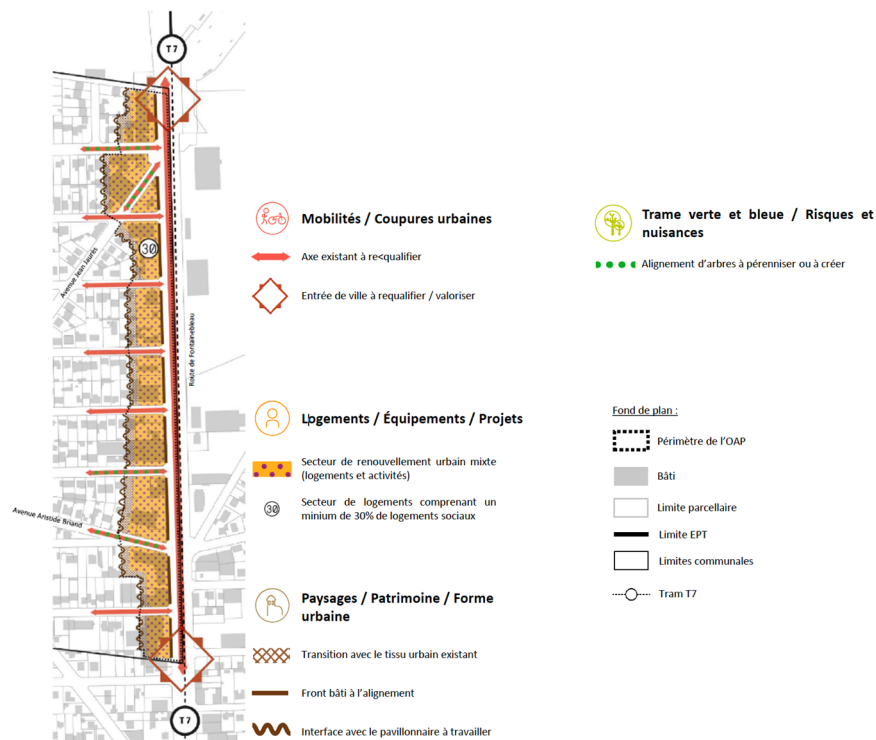 T7
Avenue Jean Jaurès
30
Route de Fontainebleau
Avenue Aristide Briand
T7
Mobilités / Coupures urbaines
Axe existant à re<qualifier
Entrée de ville à requalifier / valoriser
Logements / Équipements / Projets
Secteur de renouvellement urbain mixte
(logements et activités)
30
Secteur de logements comprenant un
minium de 30% de logements sociaux
Paysages / Patrimoine / Forme
urbaine
Transition avec le tissu urbain existant
Front bâti à l'alignement
Interface avec le pavillonnaire à travailler
Trame verte et bleue / Risques et
nuisances
Alignement d'arbres à pérenniser ou à créer
Fond de plan :
Périmètre de l'OAP
Bâti
Limite parcellaire
Limite EPT
Limites communales
Tram T7